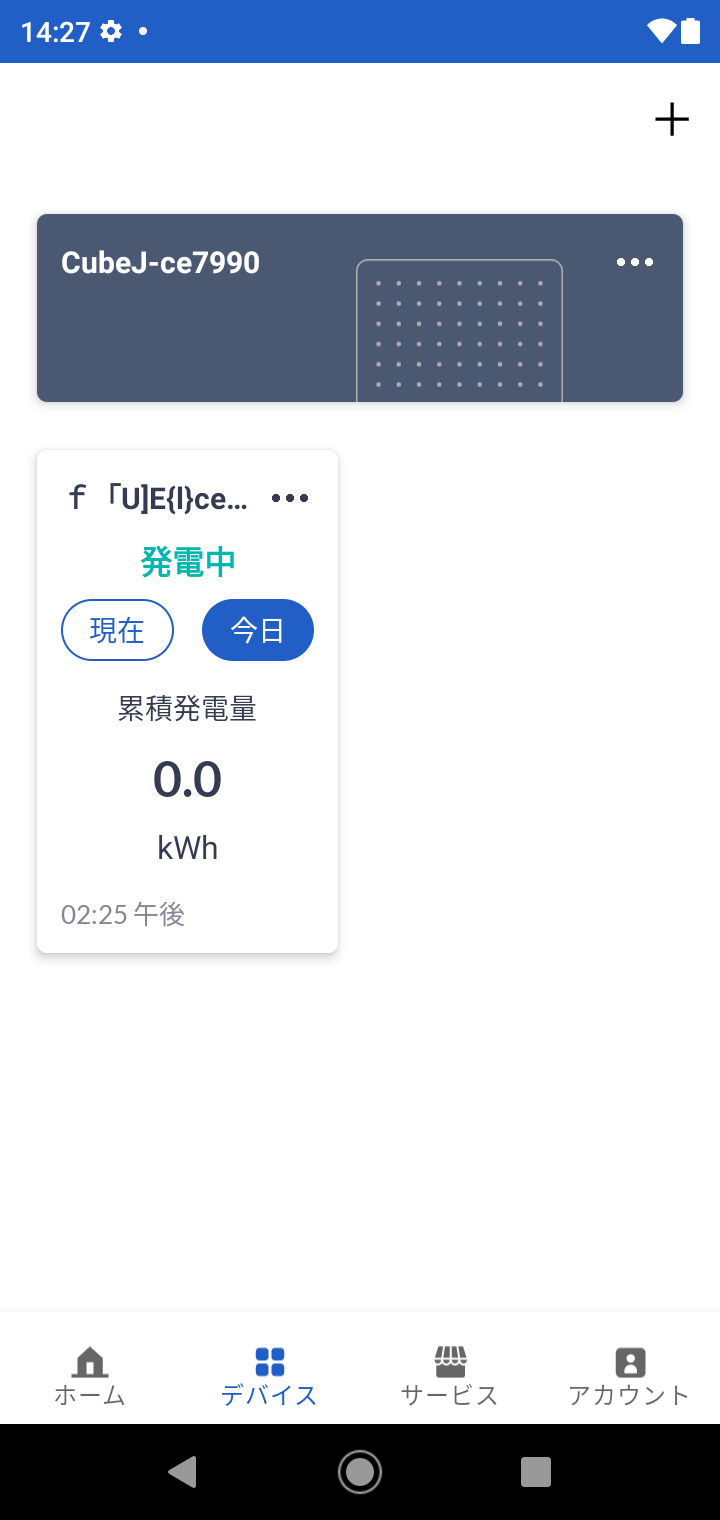 14:27
CubeJ-ce7990
ｆ「U]E{I}ce…
発電中
現在
今日
累積発電量
0.0
kWh
02:25 午後
ホーム
デバイス
サービス
アカウント